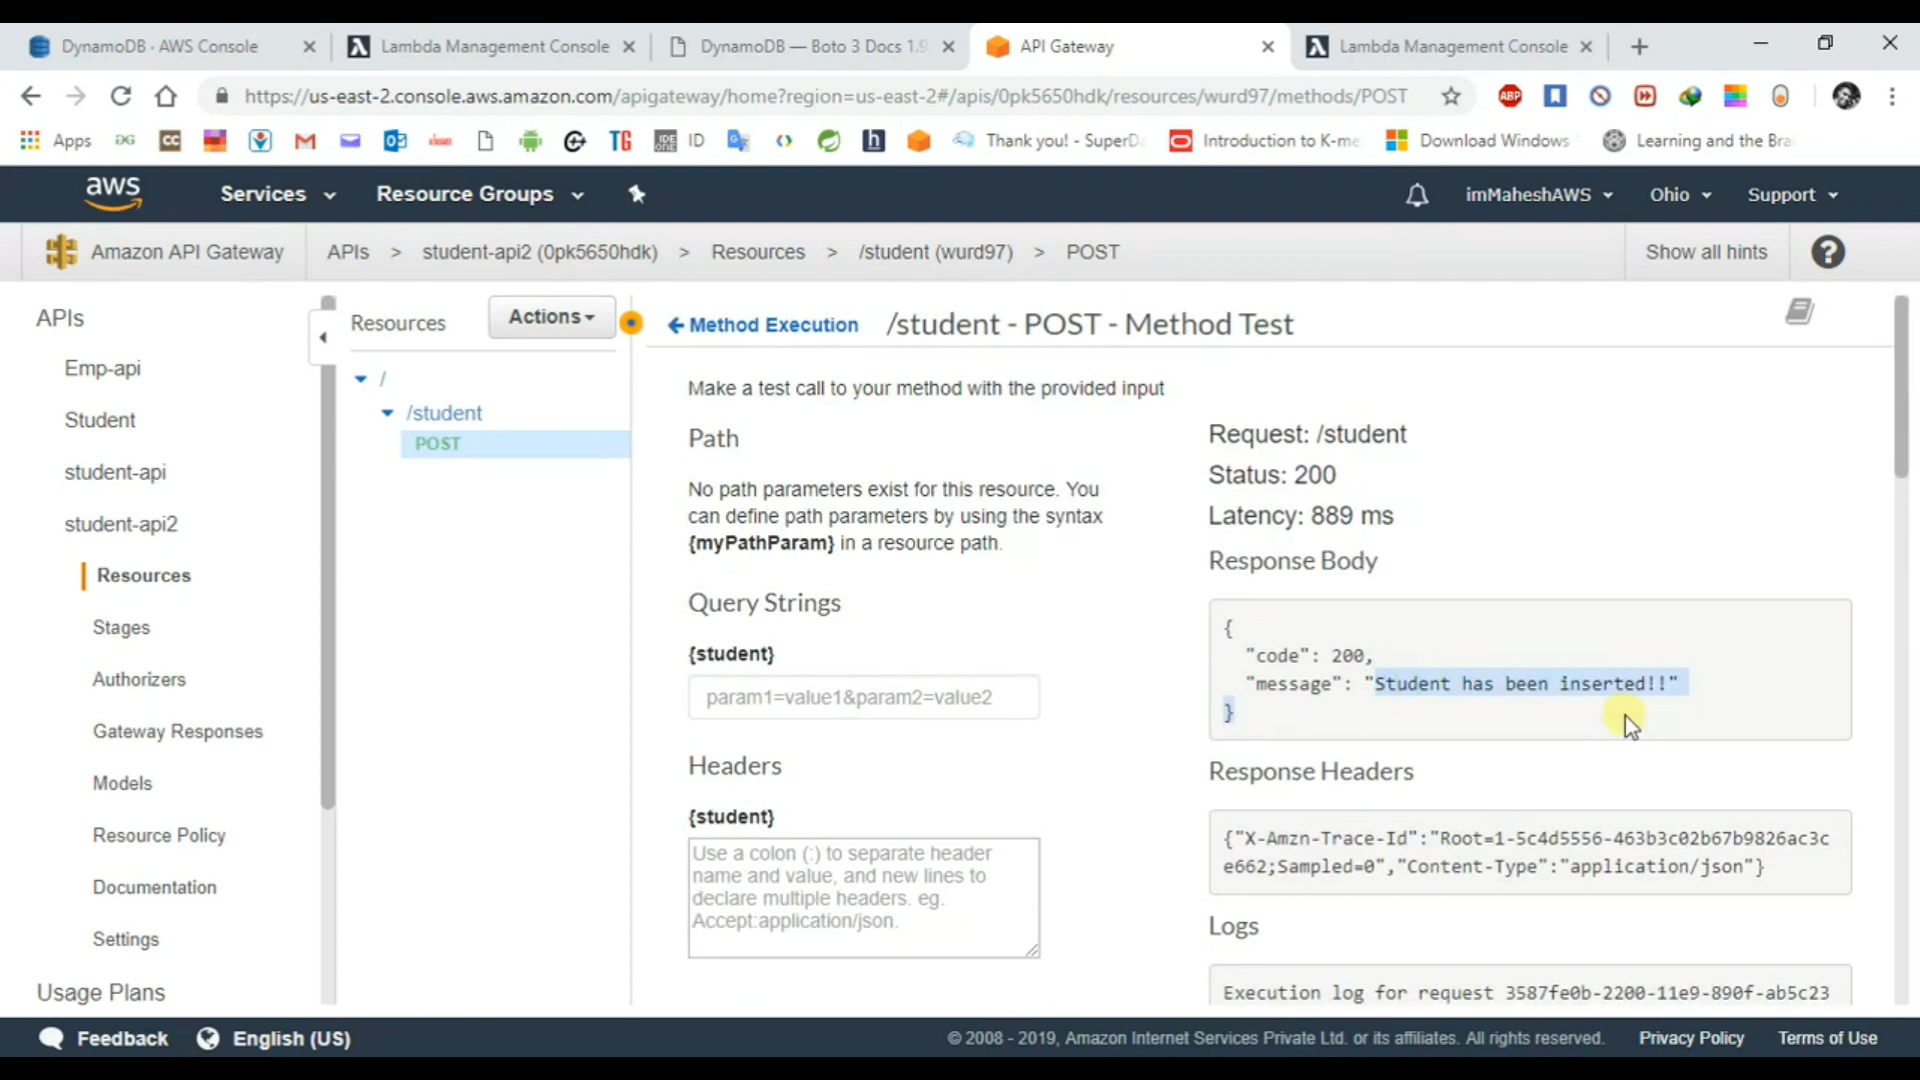 DynamoDB · AWS Console
Lambda Management Console
DynamoDB — Boto 3 Docs 1.9
API Gateway
Lambda Management Console
https://us-east-2.console.aws.amazon.com/apigateway/home?region=us-east-2#/apis/0pk5650hdk/resources/wurd97/methods/POST
ABP
Apps
CC
TG
ID
h
Thank you! - SuperDa
Introduction to K-me
Download Windows
Learning and the Bra
aws
Services
Resource Groups
imMaheshAWS
Ohio
Support
Amazon API Gateway
APIs > student-api2 (0pk5650hdk) > Resources > /student (wurd97) > POST
Show all hints
?
APIs
Emp-api
Student
student-api
student-api2
Resources
Stages
Authorizers
Gateway Responses
Models
Resource Policy
Documentation
Settings
Usage Plans
Resources
Actions
/
/student
POST
Method Execution
/student - POST - Method Test
Make a test call to your method with the provided input
Path
No path parameters exist for this resource. You
can define path parameters by using the syntax
{myPathParam} in a resource path.
Query Strings
{student}
param1=value1&param2=value2
Headers
{student}
Use a colon (:) to separate header
name and value, and new lines to
declare multiple headers. eg.
Accept:application/json.
Request: /student
Status: 200
Latency: 889 ms
Response Body
{
"code": 200,
"message": "Student has been inserted!!"
}
Response Headers
{"X-Amzn-Trace-Id":"Root=1-5c4d5556-463b3c02b67b9826ac3c
e662;Sampled=0","Content-Type":"application/json"}
Logs
Execution log for request 3587fe0b-2200-11e9-890f-ab5c23
Feedback
English (US)
© 2008 - 2019, Amazon Internet Services Private Ltd. or its affiliates. All rights reserved.
Privacy Policy
Terms of Use